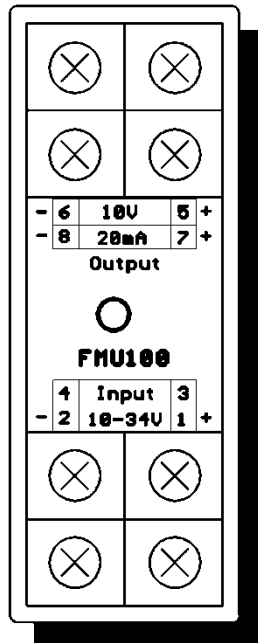 - 6 10V 5 +
- 8 20mA 7 +
Output
FMU100
4 Input 3
- 2 10-34V 1 +